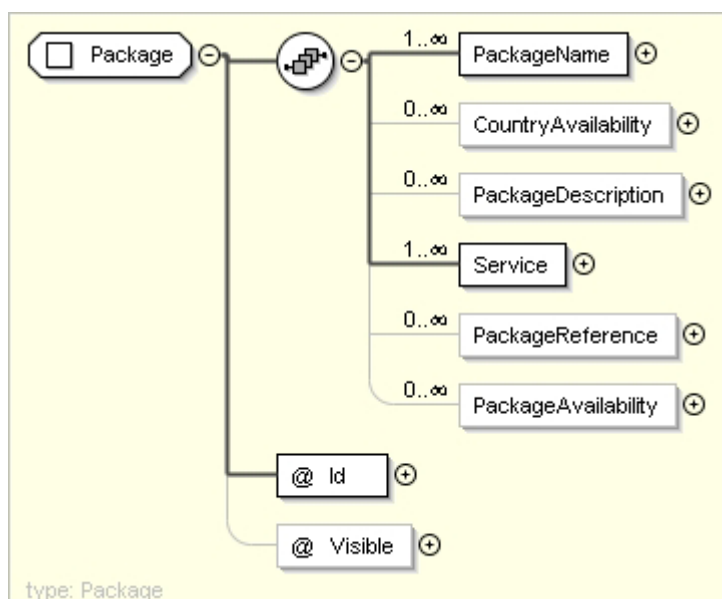 Package
1..∞
PackageName
0..∞
CountryAvailability
0..∞
PackageDescription
1..∞
Service
0..∞
PackageReference
0..∞
PackageAvailability
@ Id
@ Visible
type: Package